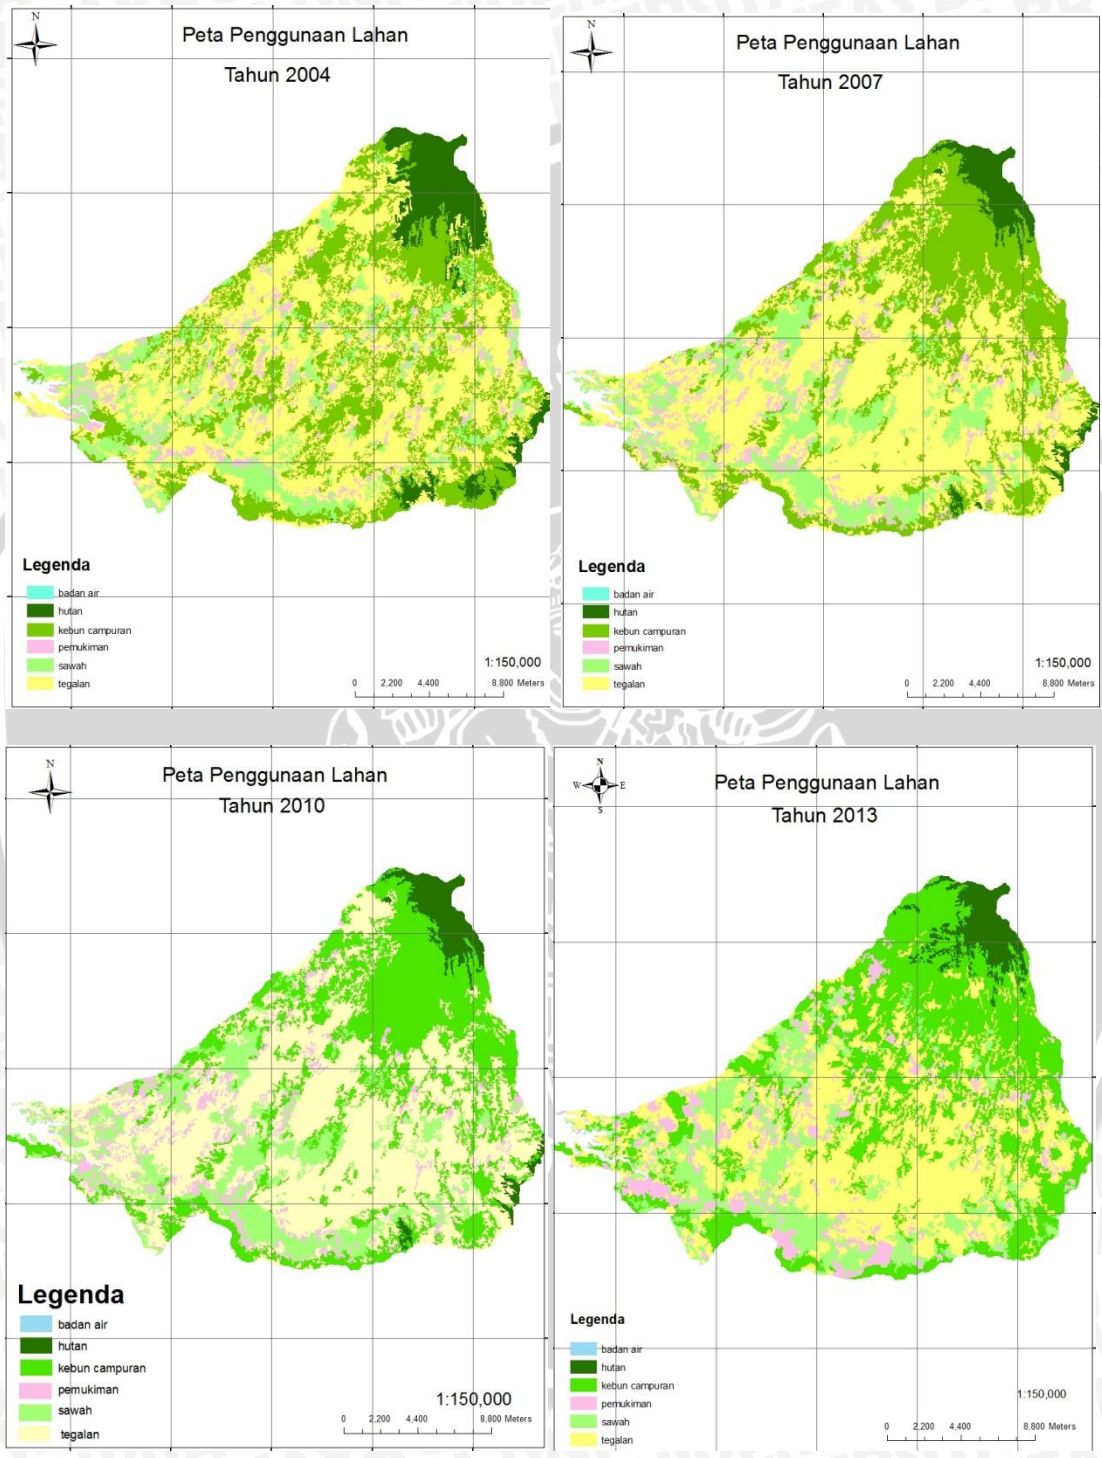 N
Peta Penggunaan Lahan
Tahun 2004
Legenda
badan air
hutan
kebun campuran
pemukiman
sawah
tegalan
1:150,000
0 2,200 4,400 8,800 Meters
N
Peta Penggunaan Lahan
Tahun 2007
Legenda
badan air
hutan
kebun campuran
pemukiman
sawah
tegalan
1:150,000
0 2,200 4,400 8,800 Meters
N
Peta Penggunaan Lahan
Tahun 2010
Legenda
badan air
hutan
kebun campuran
pemukiman
sawah
tegalan
1:150,000
0 2,200 4,400 8,800 Meters
N
W E
S
Peta Penggunaan Lahan
Tahun 2013
Legenda
badan air
hutan
kebun campuran
pemukiman
sawah
tegalan
1:150,000
0 2,200 4,400 8,800 Meters